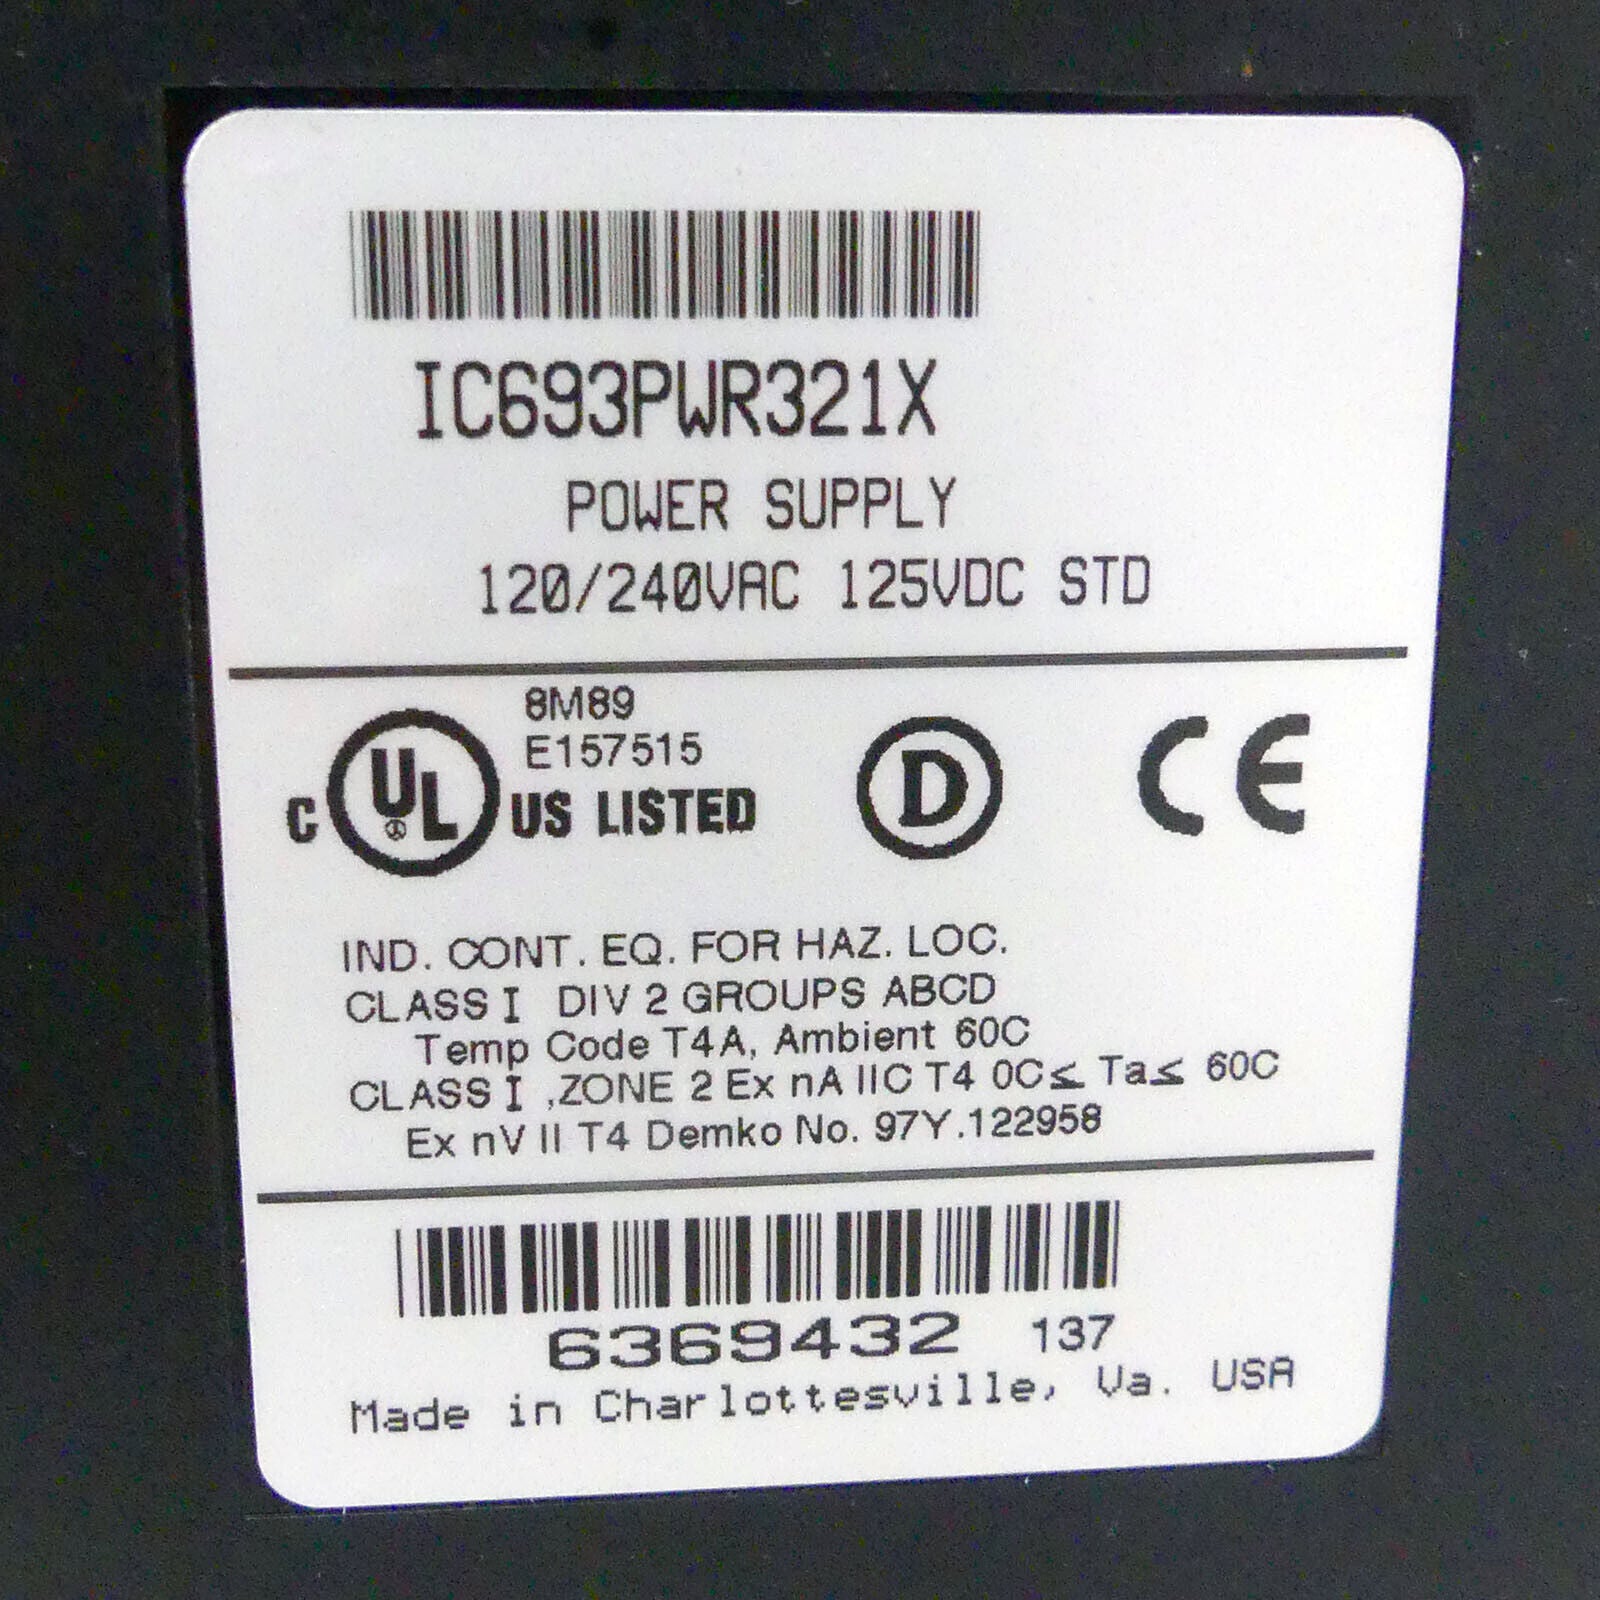 IC693PWR321X
POWER SUPPLY
120/240VAC 125VDC STD
8M89
E157515
C UL US LISTED
D
CE
IND. CONT. EQ. FOR HAZ. LOC.
CLASS I DIV 2 GROUPS ABCD
Temp Code T4A, Ambient 60C
CLASS I ,ZONE 2 Ex nA IIC T4 0C≤ Ta≤ 60C
Ex nV II T4 Demko No. 97Y.122958
6369432 137
Made in Charlottesville, Va. USA